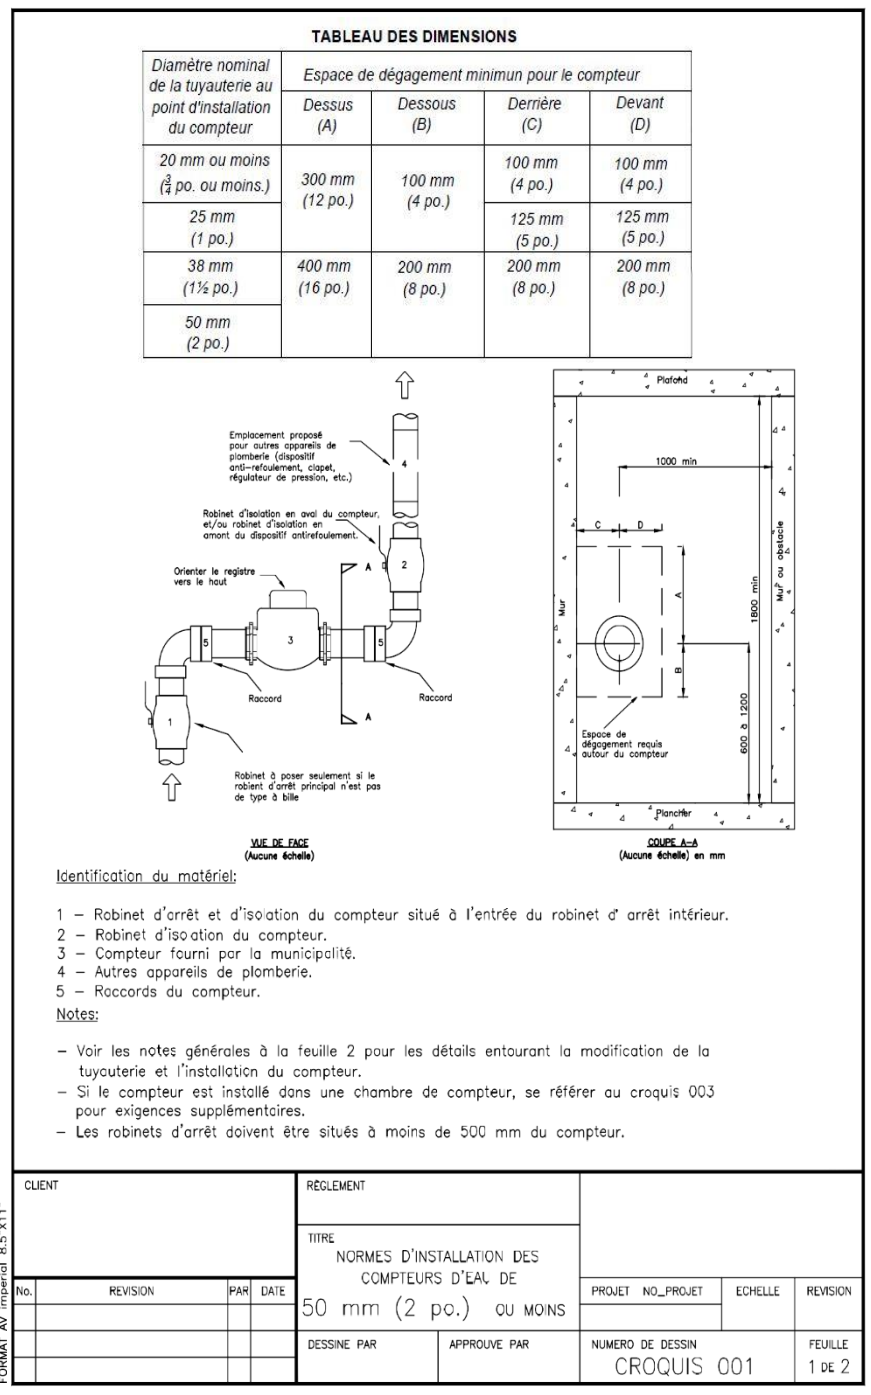 TABLEAU DES DIMENSIONS
Diamètre nominal
de la tuyauterie au
point d'installation
du compteur
Espace de dégagement minimun pour le compteur
Dessus
(A)
Dessous
(B)
Derrière
(C)
Devant
(D)
20 mm ou moins
(¾ po. ou moins.)
300 mm
(12 po.)
100 mm
(4 po.)
100 mm
(4 po.)
100 mm
(4 po.)
25 mm
(1 po.)
125 mm
(5 po.)
125 mm
(5 po.)
38 mm
(1½ po.)
400 mm
(16 po.)
200 mm
(8 po.)
200 mm
(8 po.)
200 mm
(8 po.)
50 mm
(2 po.)
Emplacement proposé
pour autres appareils de
plomberie (dispositif
anti-refoulement, clapet,
régulateur de pression, etc.)
4
Robinet d'isolation en aval du compteur,
et/ou robinet d'isolation en
amont du dispositif antirefoulement.
A
2
Orienter le registre
vers le haut
5
3
5
Raccord
Raccord
1
A
Robinet à poser seulement si le
robient d'arrêt principal n'est pas
de type à bille
VUE DE FACE
(Aucune échelle)
Plafond
1000 min
C
D
Mur
A
B
1800 min
Mur ou obstacle
600 à 1200
Espace de
dégagement requis
autour du compteur
Plancher
COUPE A-A
(Aucune échelle) en mm
Identification du matériel:
1 - Robinet d'arrêt et d'isolation du compteur situé à l'entrée du robinet d' arrêt intérieur.
2 - Robinet d'isolation du compteur.
3 - Compteur fourni par la municipalité.
4 - Autres appareils de plomberie.
5 - Raccords du compteur.
Notes:
- Voir les notes générales à la feuille 2 pour les détails entourant la modification de la
tuyauterie et l'installation du compteur.
- Si le compteur est installé dans une chambre de compteur, se référer au croquis 003
pour exigences supplémentaires.
- Les robinets d'arrêt doivent être situés à moins de 500 mm du compteur.
FORMAT AV imperial 8.5"X11"
CLIENT
RÈGLEMENT
TITRE
NORMES D'INSTALLATION DES
COMPTEURS D'EAU DE
50 mm (2 po.) OU MOINS
No.
REVISION
PAR
DATE
PROJET NO_PROJET
ECHELLE
REVISION
DESSINE PAR
APPROUVE PAR
NUMERO DE DESSIN
CROQUIS 001
FEUILLE
1 DE 2